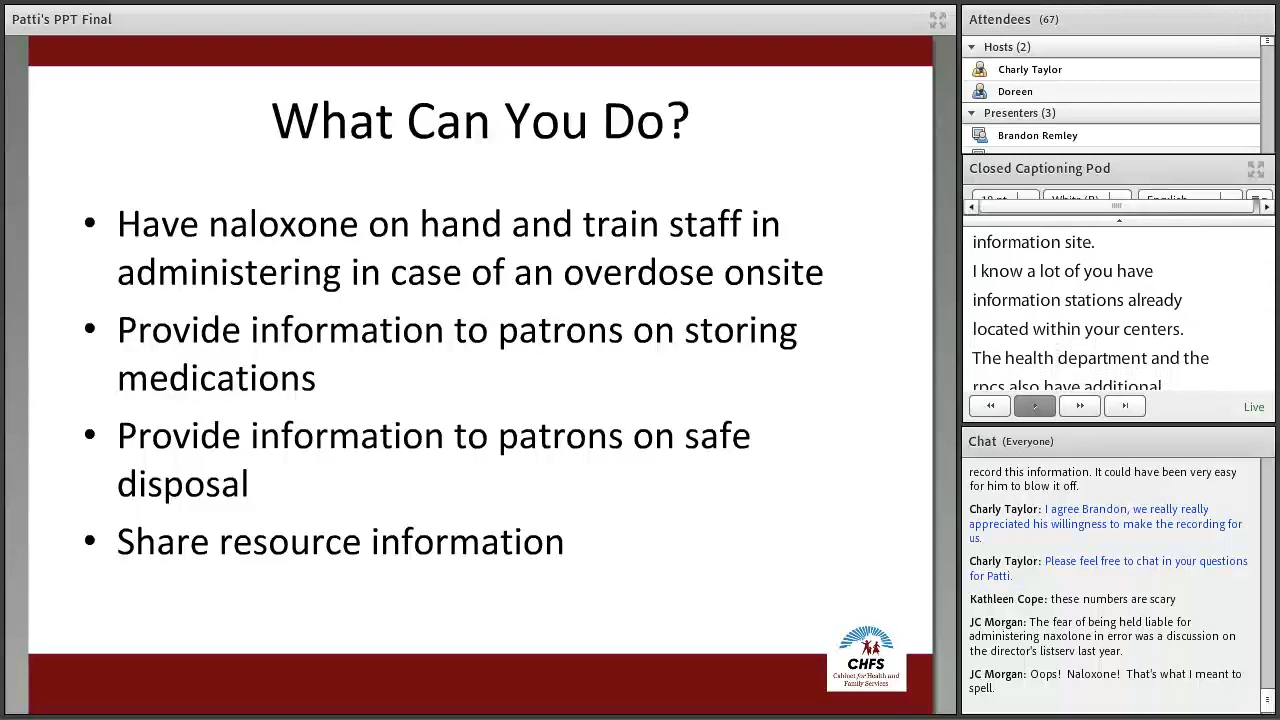 Patti's PPT Final
What Can You Do?
• Have naloxone on hand and train staff in
administering in case of an overdose onsite
• Provide information to patrons on storing
medications
• Provide information to patrons on safe
disposal
• Share resource information
CHFS
Cabinet for Health and
Family Services
Attendees (67)
Hosts (2)
Charly Taylor
Doreen
Presenters (3)
Brandon Remley
Closed Captioning Pod
information site.
I know a lot of you have
information stations already
located within your centers.
The health department and the
rpcs also have additional
Live
Chat (Everyone)
record this information. It could have been very easy
for him to blow it off.
Charly Taylor: I agree Brandon, we really really
appreciated his willingness to make the recording for
us.
Charly Taylor: Please feel free to chat in your questions
for Patti.
Kathleen Cope: these numbers are scary
JC Morgan: The fear of being held liable for
administering naxolone in error was a discussion on
the director's listserv last year.
JC Morgan: Oops! Naloxone! That's what I meant to
spell.